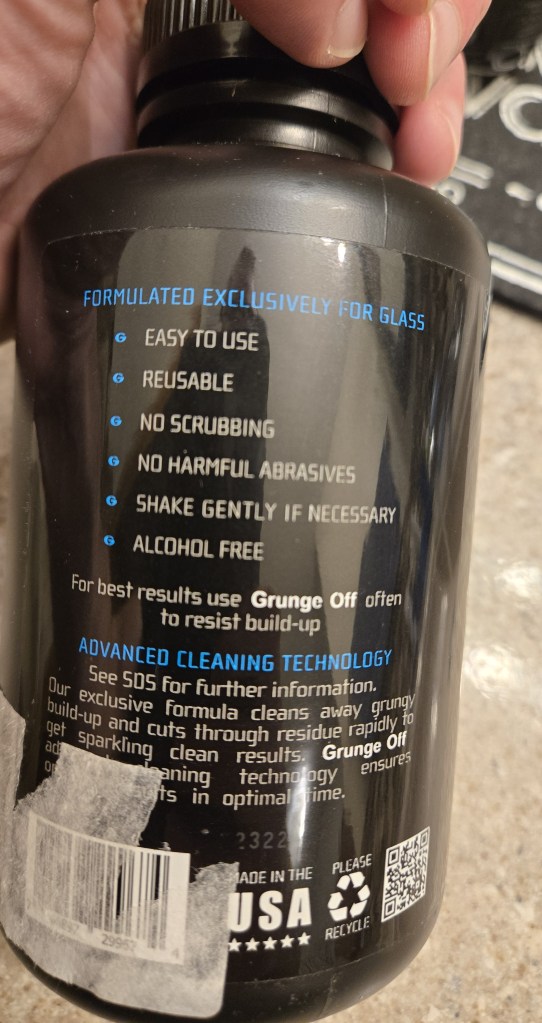 FORMULATED EXCLUSIVELY FOR GLASS
EASY TO USE
REUSABLE
NO SCRUBBING
NO HARMFUL ABRASIVES
SHAKE GENTLY IF NECESSARY
ALCOHOL FREE
For best results use Grunge Off often
to resist build-up
ADVANCED CLEANING TECHNOLOGY
See SDS for further information.
Our exclusive formula cleans away grungy
build-up and cuts through residue rapidly to
get sparkling clean results. Grunge Off
technology ensures
in optimal time.
MADE IN THE
USA
PLEASE
RECYCLE